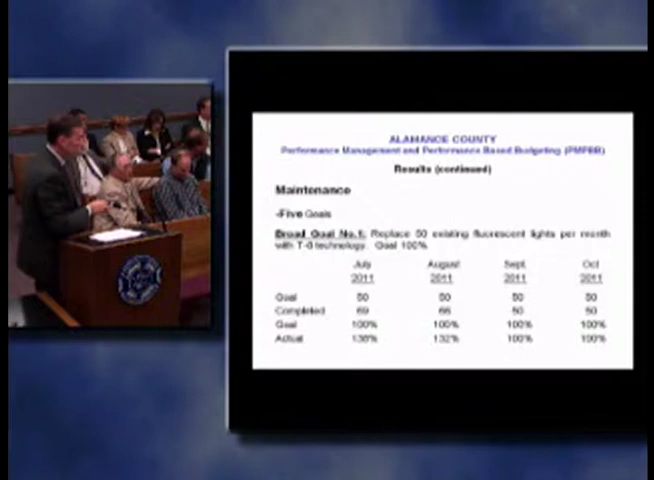 ALAMANCE COUNTY
Performance Management and Performance Based Budgeting (PMPBB)
Results (continued)
Maintenance
-Five Goals
Broad Goal No.1: Replace 50 existing fluorescent lights per month
with T-8 technology. Goal 100%.
July August Sept. Oct
2011 2011 2011 2011
Goal 50 50 50 50
Completed 69 66 50 50
Goal 100% 100% 100% 100%
Actual 138% 132% 100% 100%